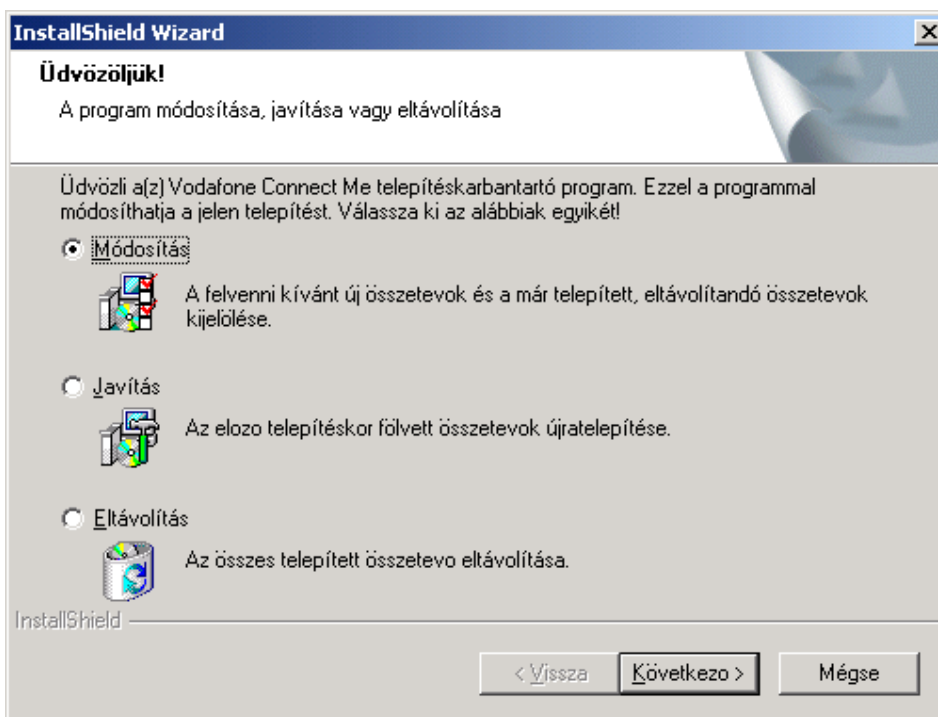 InstallShield Wizard
Üdvözöljük!
A program módosítása, javítása vagy eltávolítása
Üdvözli a(z) Vodafone Connect Me telepítéskarbantartó program. Ezzel a programmal
módosíthatja a jelen telepítést. Válassza ki az alábbiak egyikét!
Módosítás
A felvenni kívánt új összetevok és a már telepített, eltávolítandó összetevok
kijelölése.
Javítás
Az elozo telepítéskor fölvett összetevok újratelepítése.
Eltávolítás
Az összes telepített összetevo eltávolítása.
InstallShield
< Vissza Következo > Mégse